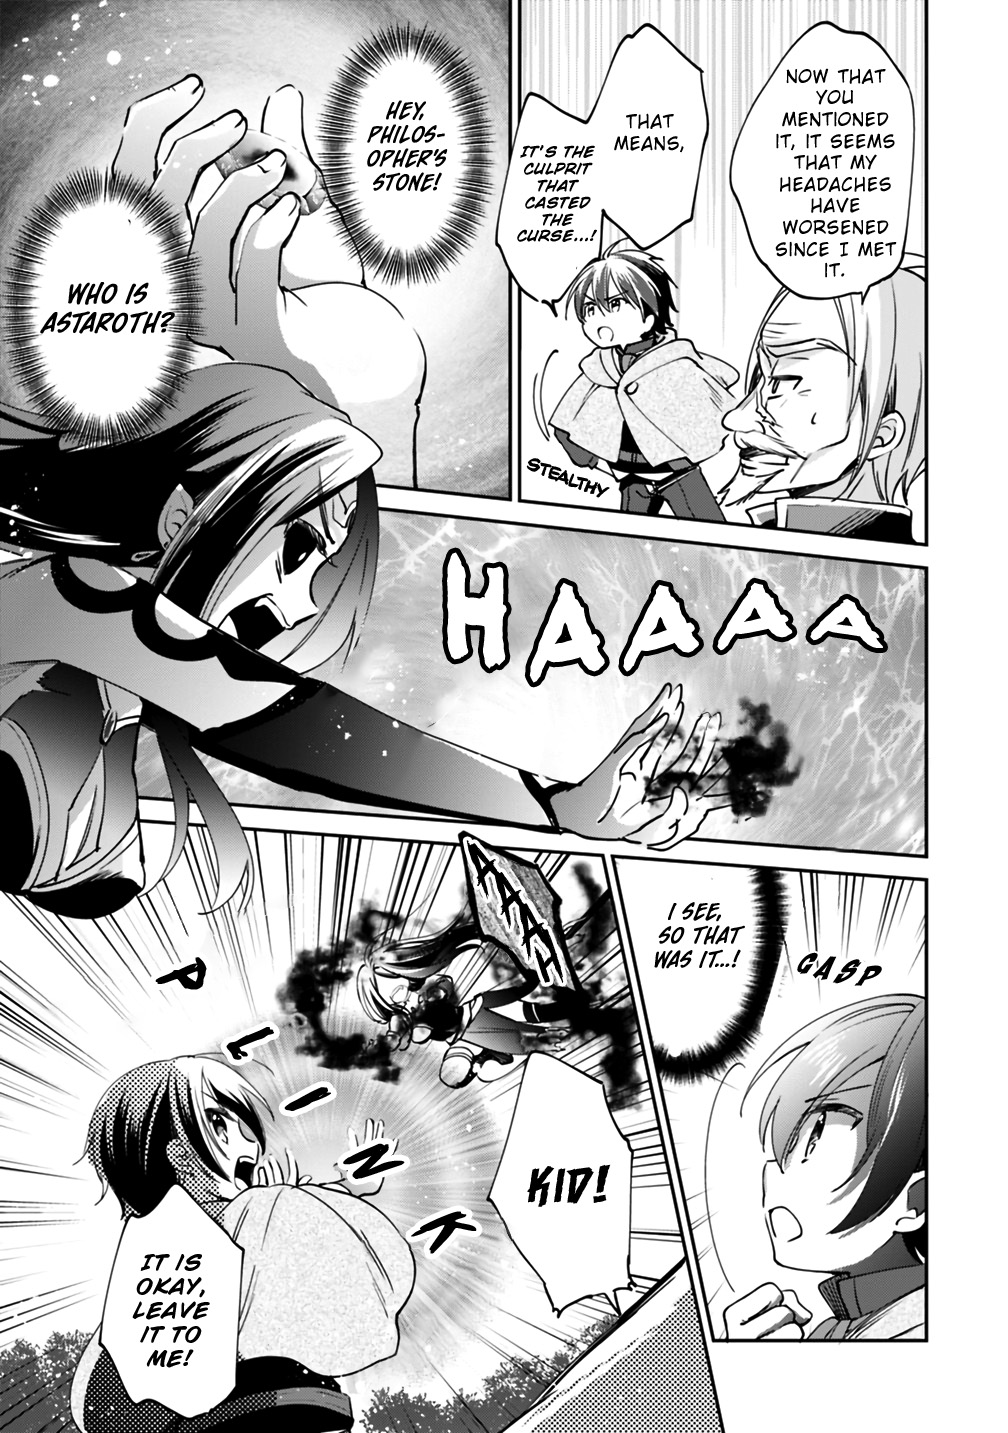 NOW THAT
YOU
MENTIONED
IT, IT SEEMS
THAT MY
HEADACHES
HAVE
WORSENED
SINCE I MET
IT.
THAT
MEANS,
IT'S THE
CULPRIT
THAT
CASTED
THE
CURSE...!
STEALTHY
HEY,
PHILOS-
OPHER'S
STONE!
WHO IS
ASTAROTH?
HAAAAA
I SEE,
SO THAT
WAS IT...!
GASP
AAAAH
PLINK
KID!
IT IS
OKAY,
LEAVE
IT TO
ME!